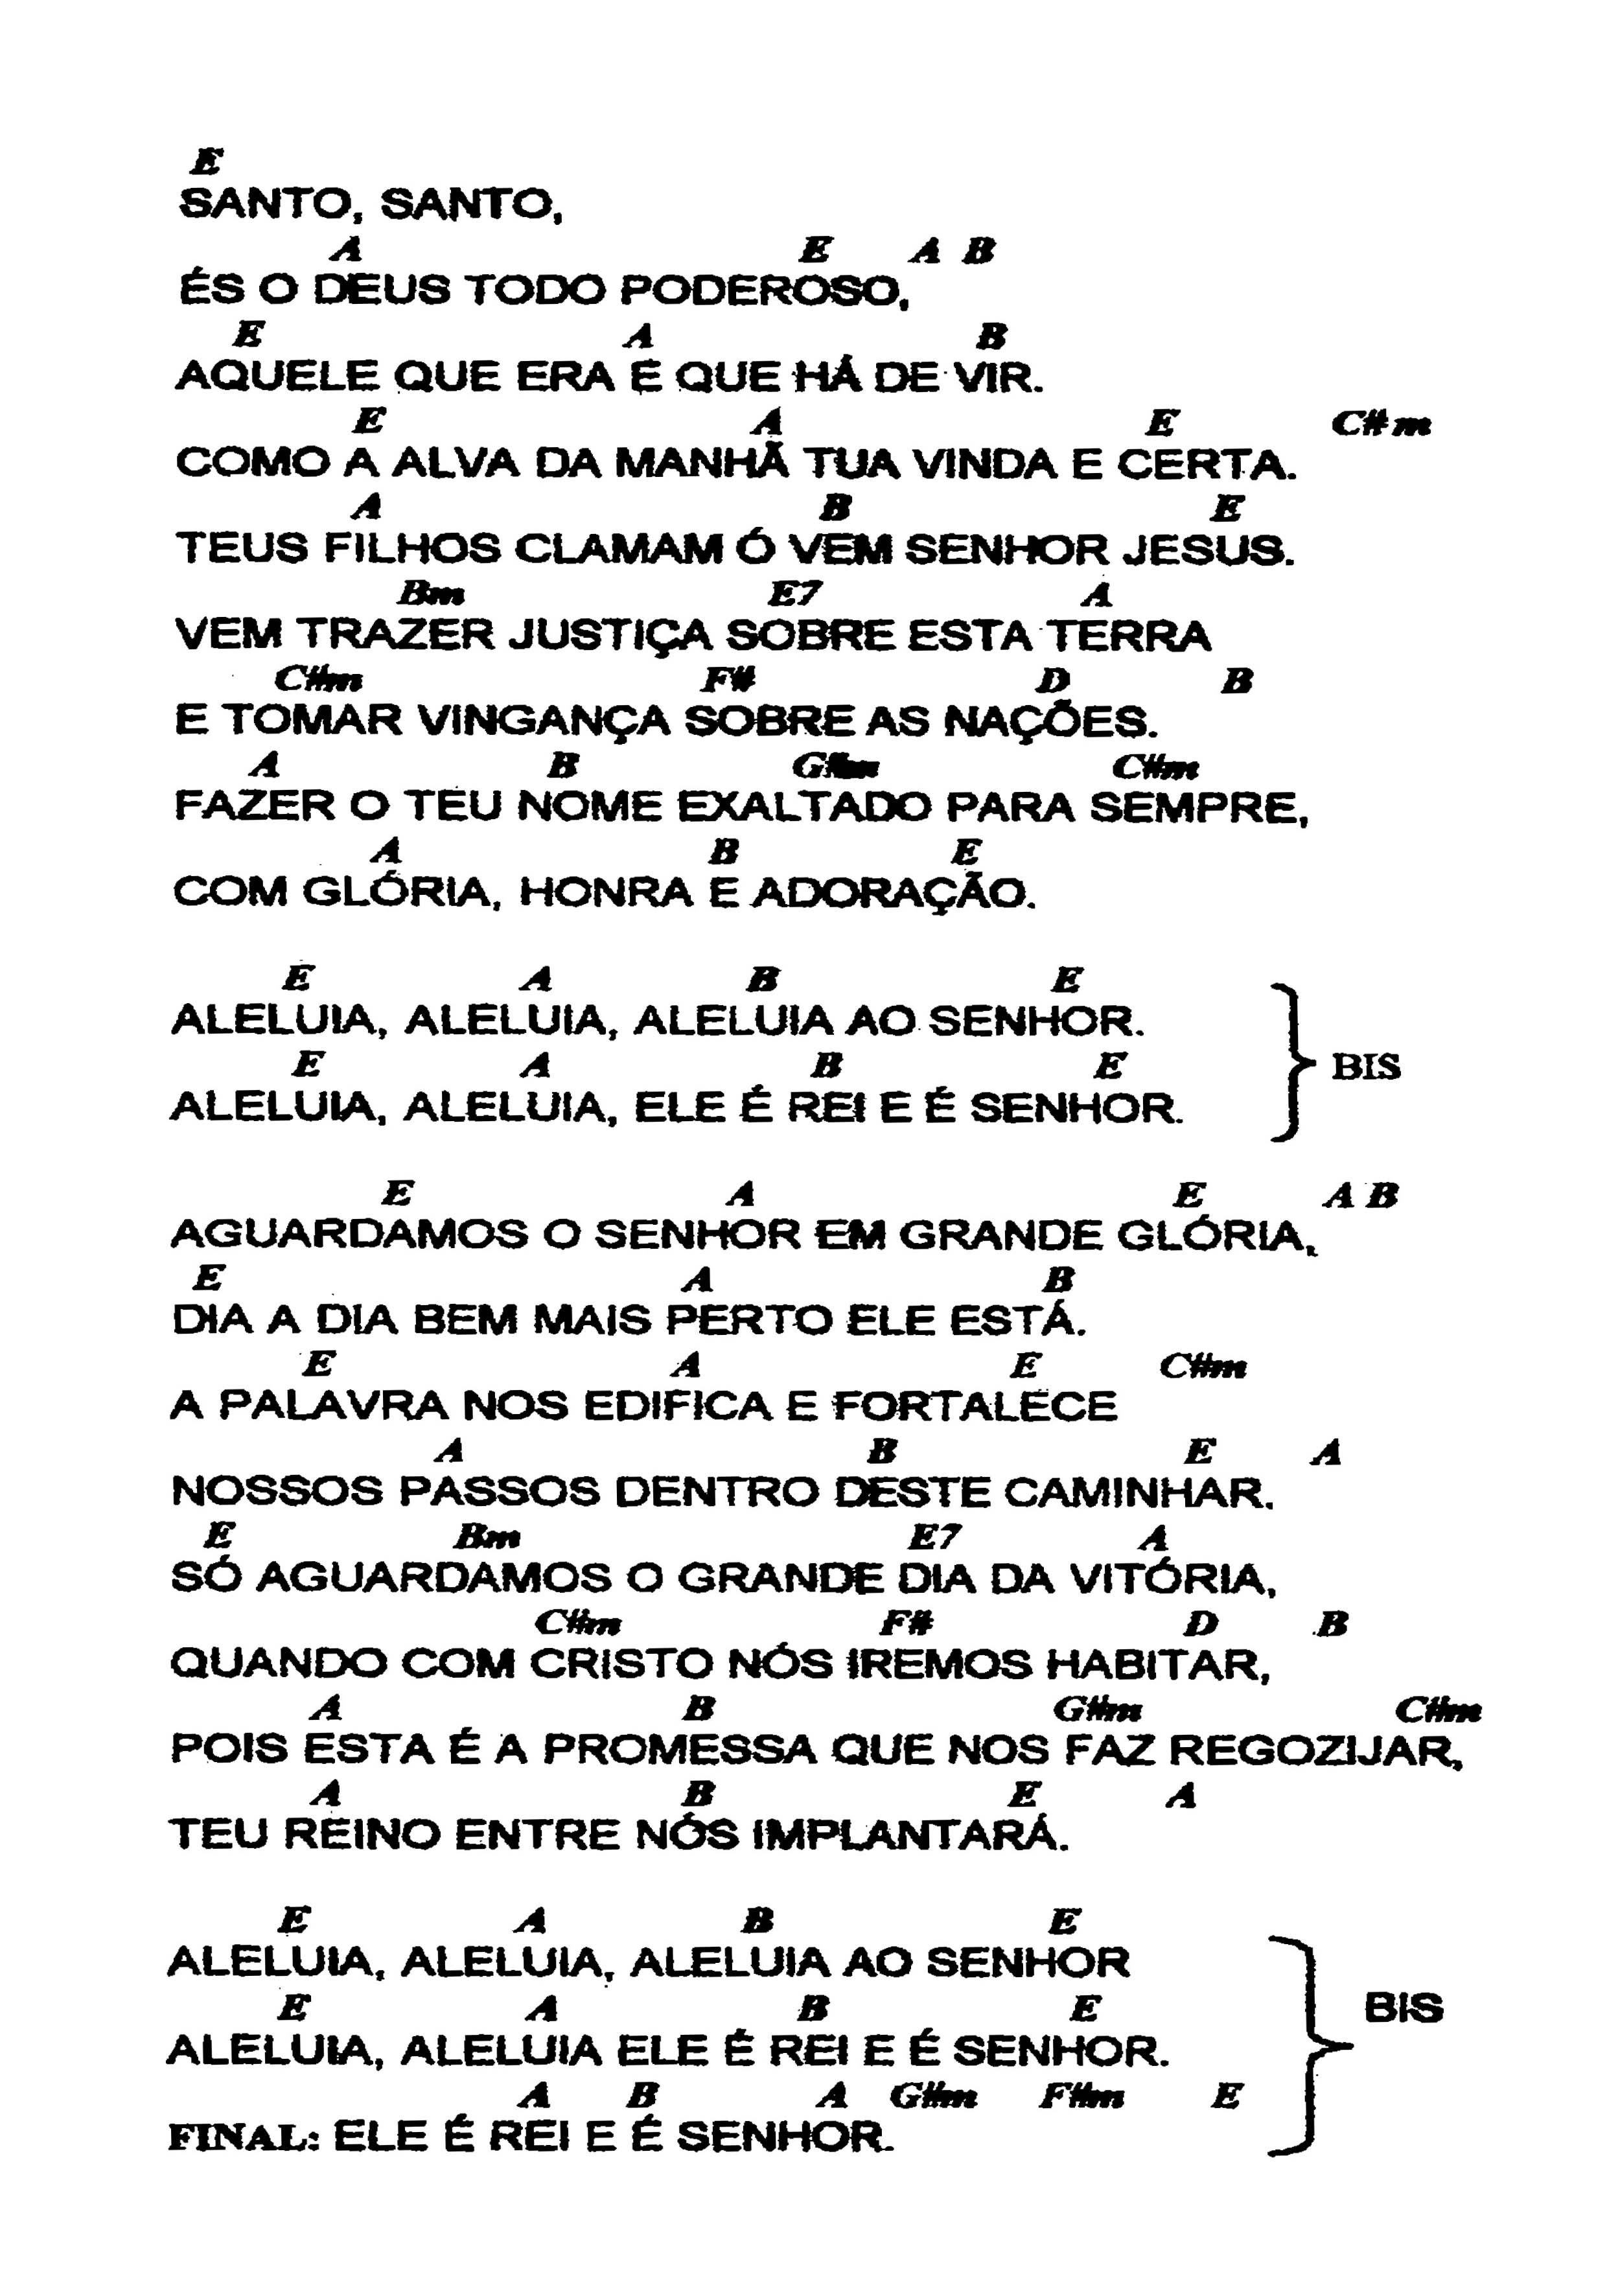 E
SANTO, SANTO,
A E A B
ÉS O DEUS TODO PODEROSO,
E A B
AQUELE QUE ERA E QUE HÁ DE VIR.
E A E C#m
COMO A ALVA DA MANHÃ TUA VINDA E CERTA.
A B E
TEUS FILHOS CLAMAM Ó VEM SENHOR JESUS.
Bm E7 A
VEM TRAZER JUSTIÇA SOBRE ESTA TERRA
C#m F# D B
E TOMAR VINGANÇA SOBRE AS NAÇÕES.
A B G#m C#m
FAZER O TEU NOME EXALTADO PARA SEMPRE,
A B E
COM GLÓRIA, HONRA E ADORAÇÃO.
E A B E
ALELUIA, ALELUIA, ALELUIA AO SENHOR.
E A B E
BIS
ALELUIA, ALELUIA, ELE É REI E É SENHOR.
E A E A B
AGUARDAMOS O SENHOR EM GRANDE GLÓRIA,
E A B
DIA A DIA BEM MAIS PERTO ELE ESTÁ.
E A E C#m
A PALAVRA NOS EDIFICA E FORTALECE
A B E A
NOSSOS PASSOS DENTRO DESTE CAMINHAR.
E Bm E7 A
SÓ AGUARDAMOS O GRANDE DIA DA VITÓRIA,
C#m F# D B
QUANDO COM CRISTO NÓS IREMOS HABITAR,
A B G#m C#m
POIS ESTA É A PROMESSA QUE NOS FAZ REGOZIJAR,
A B E A
TEU REINO ENTRE NÓS IMPLANTARÁ.
E A B E
ALELUIA, ALELUIA, ALELUIA AO SENHOR
E A B E
BIS
ALELUIA, ALELUIA ELE É REI E É SENHOR.
A B A G#m F#m E
FINAL: ELE É REI E É SENHOR.